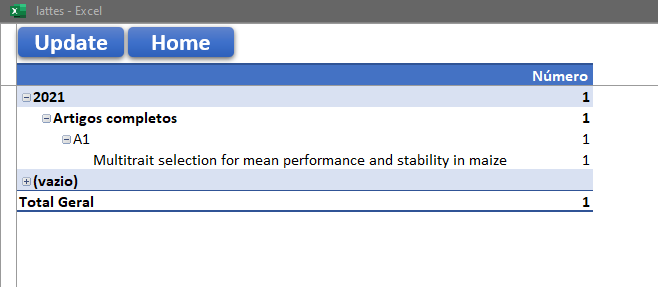 lattes - Excel
Update Home
Número
2021 1
Artigos completos 1
A1 1
Multitrait selection for mean performance and stability in maize 1
(vazio)
Total Geral 1